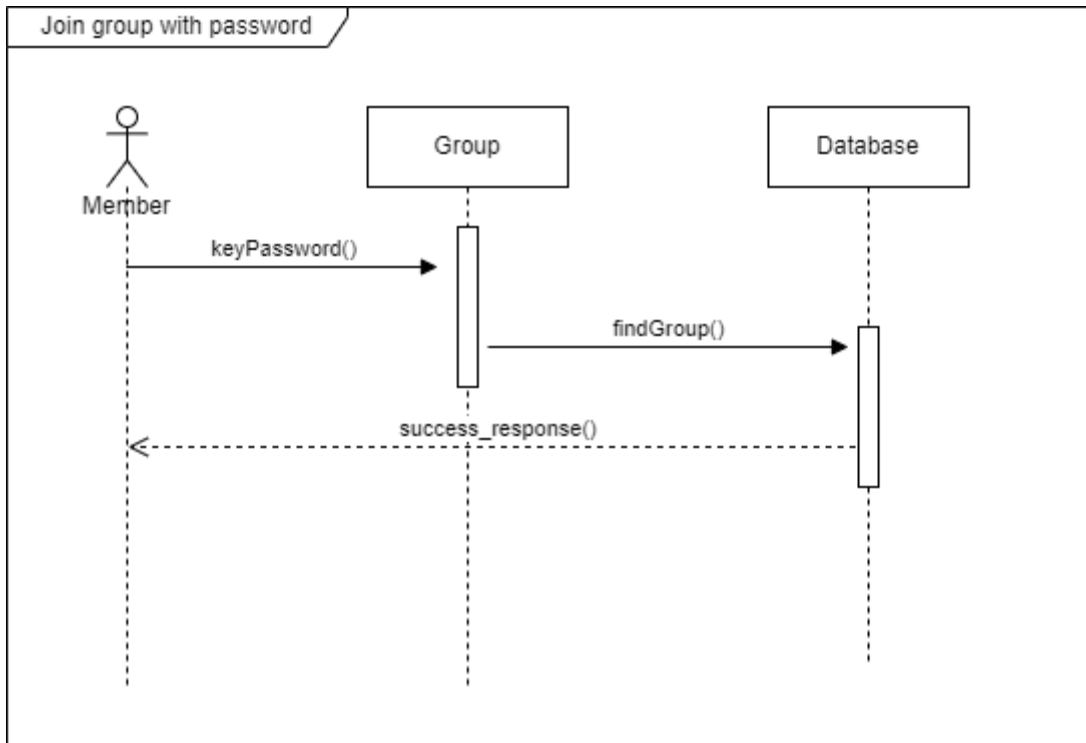 Join group with password
Group
Database
Member
keyPassword()
findGroup()
success_response()